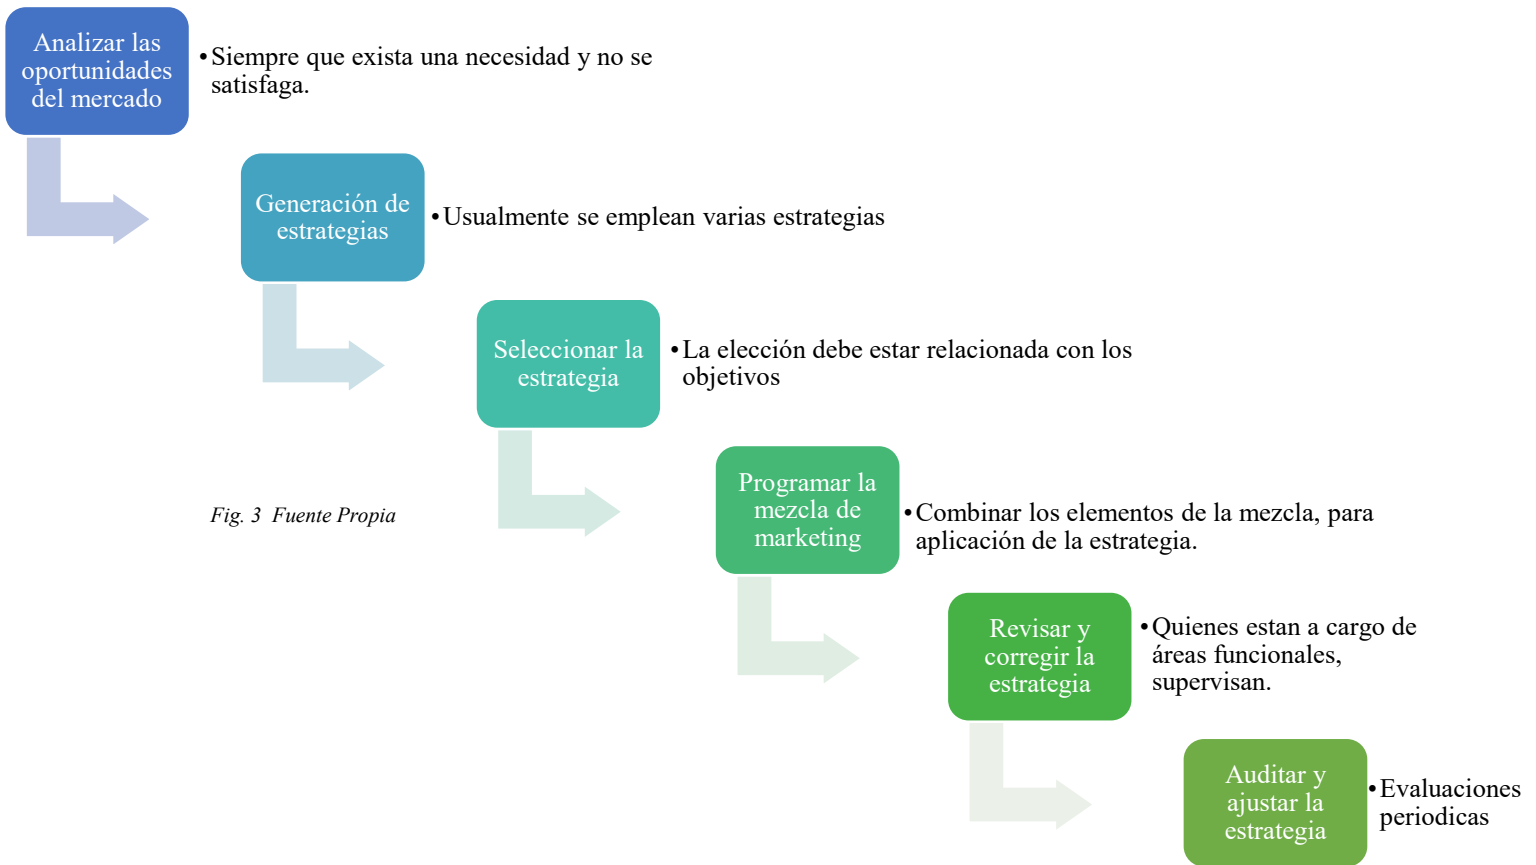 Analizar las
oportunidades
del mercado
•Siempre que exista una necesidad y no se
satisfaga.
Generación de
estrategias
•Usualmente se emplean varias estrategias
Seleccionar la
estrategia
•La elección debe estar relacionada con los
objetivos
Fig. 3  Fuente Propia
Programar la
mezcla de
marketing
•Combinar los elementos de la mezcla, para
aplicación de la estrategia.
Revisar y
corregir la
estrategia
•Quienes estan a cargo de
áreas funcionales,
supervisan.
Auditar y
ajustar la
estrategia
•Evaluaciones
periodicas